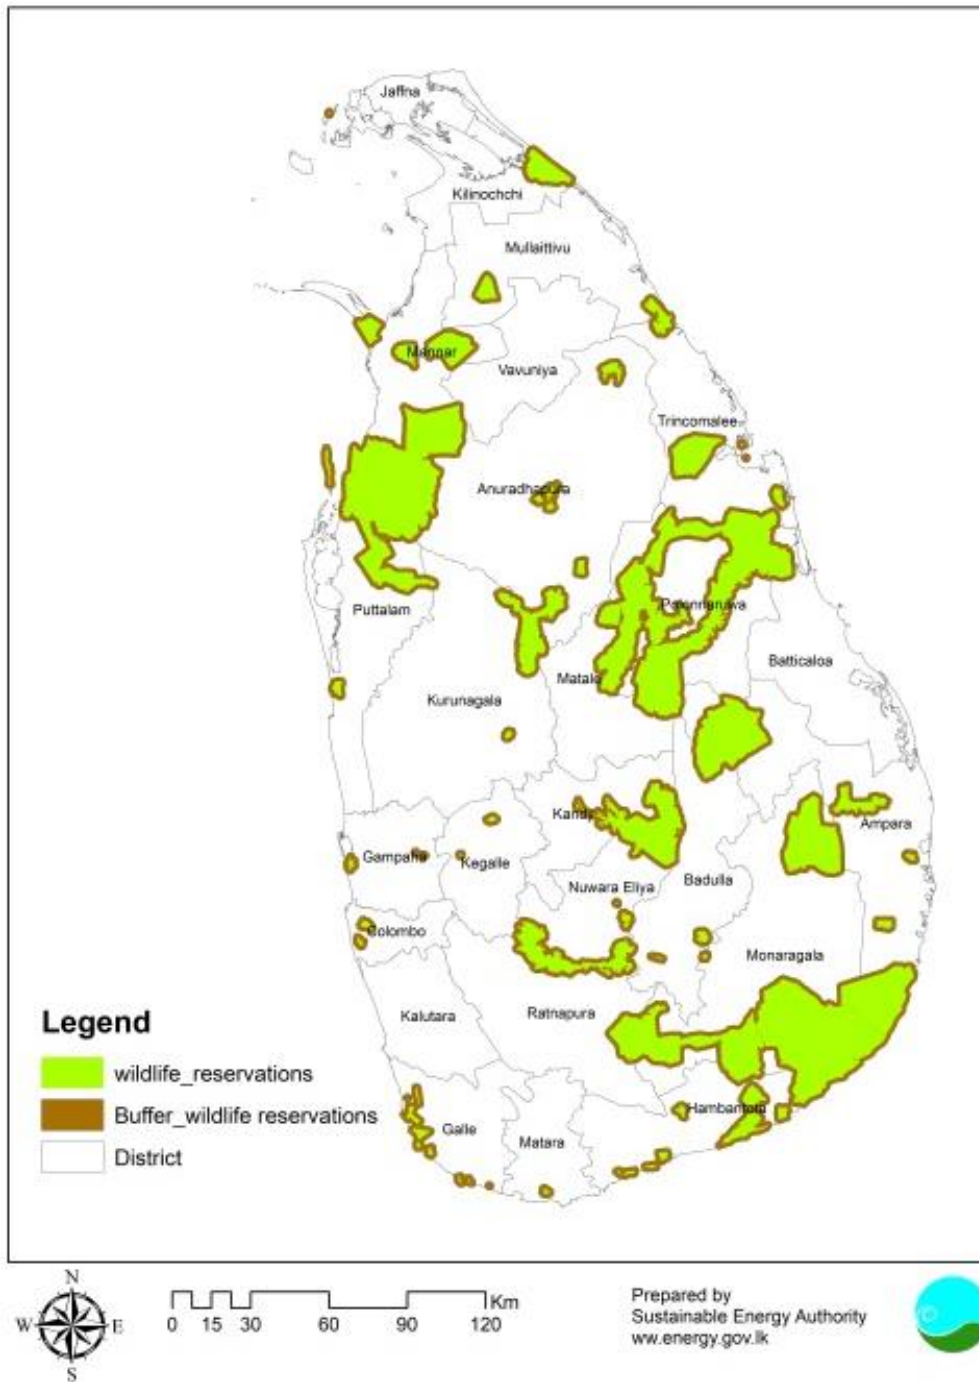 Jaffna
Kilinochchi
Mullaittivu
Mannar
Vavuniya
Trincomalee
Anuradhapura
Puttalam
Polonnaruwa
Batticaloa
Matale
Kurunagala
Kandy
Ampara
Gampaha
Kegalle
Nuwara Eliya
Badulla
Colombo
Monaragala
Kalutara
Ratnapura
Hambantota
Galle
Matara
Legend
wildlife_reservations
Buffer_wildlife reservations
District
N
W
E
S
Km
0 15 30 60 90 120
Prepared by
Sustainable Energy Authority
ww.energy.gov.lk